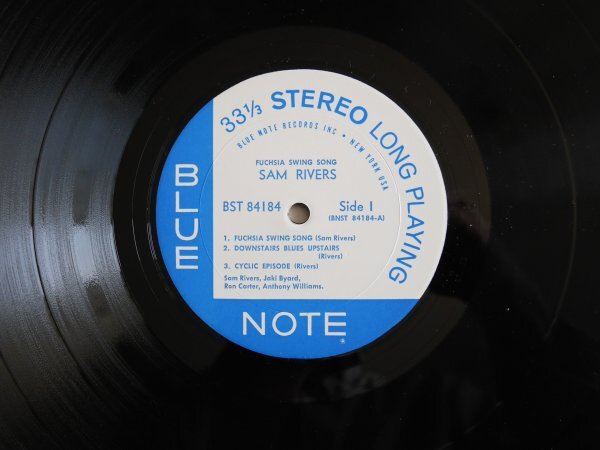 33 1/3 STEREO LONG PLAYING
BLUE NOTE RECORDS INC • NEW YORK USA
FUCHSIA SWING SONG
SAM RIVERS
BST 84184
Side 1
(BNST 84184-A)
1. FUCHSIA SWING SONG (Sam Rivers)
2. DOWNSTAIRS BLUES UPSTAIRS
(Rivers)
3. CYCLIC EPISODE (Rivers)
Sam Rivers, Jaki Byard,
Ron Carter, Anthony Williams.
BLUE
NOTE